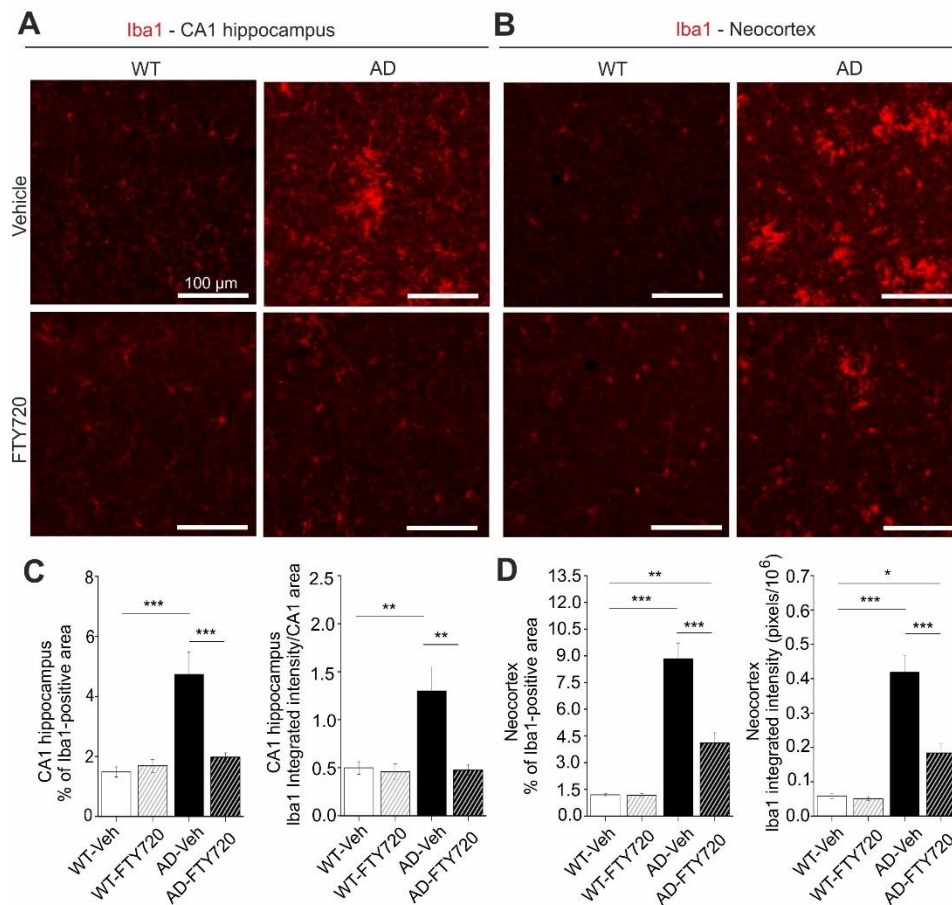 A
Iba1 - CA1 hippocampus
B
Iba1 - Neocortex
WT
AD
WT
AD
Vehicle
100 µm
FTY720
C
CA1 hippocampus
% of Iba1-positive area
8
6
4
2
0
***
***
WT-Veh
WT-FTY720
AD-Veh
AD-FTY720
CA1 hippocampus
Iba1 Integrated intensity/CA1 area
2.5
2.0
1.5
1.0
0.5
0.0
**
**
WT-Veh
WT-FTY720
AD-Veh
AD-FTY720
D
Neocortex
% of Iba1-positive area
13.5
12.0
10.5
9.0
7.5
6.0
4.5
3.0
1.5
0.0
**
***
***
WT-Veh
WT-FTY720
AD-Veh
AD-FTY720
Neocortex
Iba1 integrated intensity (pixels/10⁶)
0.7
0.6
0.5
0.4
0.3
0.2
0.1
0.0
*
***
***
WT-Veh
WT-FTY720
AD-Veh
AD-FTY720